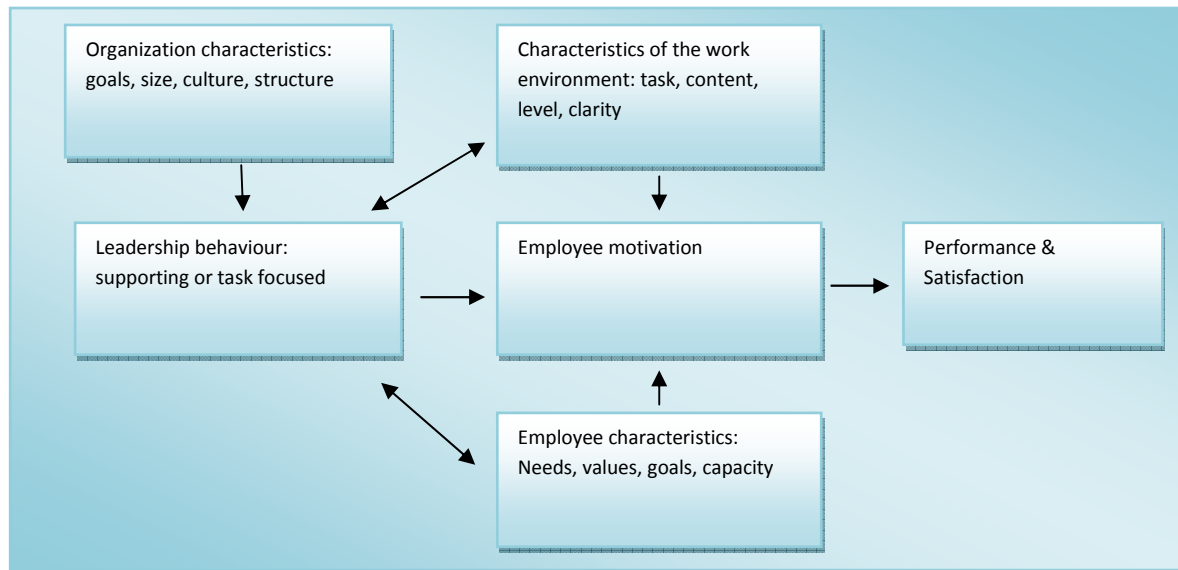 Organization characteristics:
goals, size, culture, structure
Characteristics of the work
environment: task, content,
level, clarity
Leadership behaviour:
supporting or task focused
Employee motivation
Performance &
Satisfaction
Employee characteristics:
Needs, values, goals, capacity